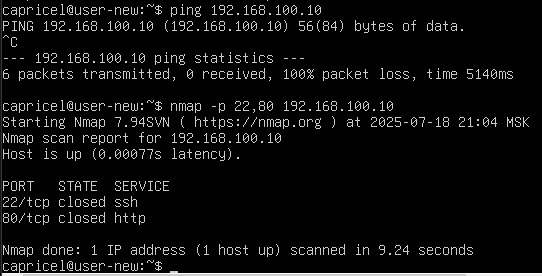 capricel@user-new:~$ ping 192.168.100.10
PING 192.168.100.10 (192.168.100.10) 56(84) bytes of data.
^C
--- 192.168.100.10 ping statistics ---
6 packets transmitted, 0 received, 100% packet loss, time 5140ms

capricel@user-new:~$ nmap -p 22,80 192.168.100.10
Starting Nmap 7.94SVN ( https://nmap.org ) at 2025-07-18 21:04 MSK
Nmap scan report for 192.168.100.10
Host is up (0.00077s latency).

PORT   STATE  SERVICE
22/tcp closed ssh
80/tcp closed http

Nmap done: 1 IP address (1 host up) scanned in 9.24 seconds
capricel@user-new:~$ _